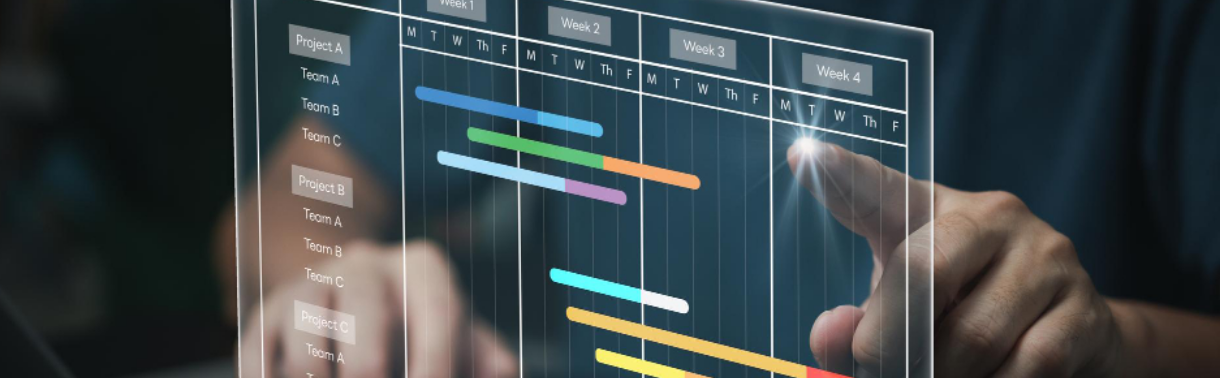 Week 1
Week 2
Week 3
Week 4
M T W Th F M T W Th F M T W Th F M T W Th F
Project A
Team A
Team B
Team C
Project B
Team A
Team B
Team C
Project C
Team A